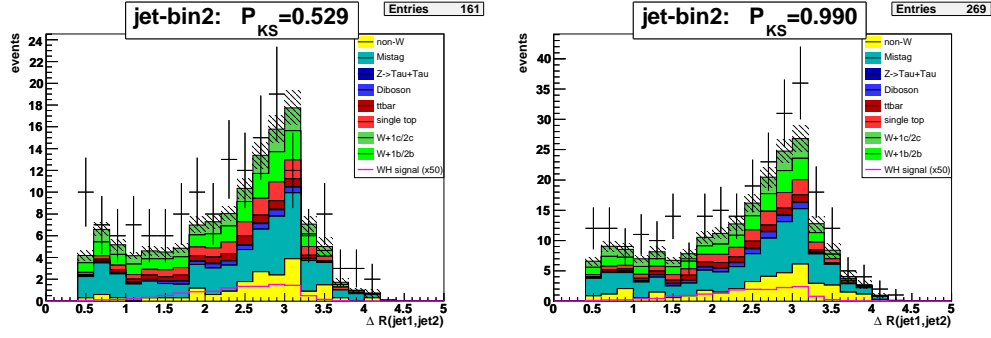 jet-bin2: P_KS=0.529
Entries 161
events
24
22
20
18
16
14
12
10
8
6
4
2
0
non-W
Mistag
Z->Tau+Tau
Diboson
ttbar
single top
W+1c/2c
W+1b/2b
WH signal (x50)
0 0.5 1 1.5 2 2.5 3 3.5 4 4.5 5
Δ R(jet1,jet2)
jet-bin2: P_KS=0.990
Entries 269
events
40
35
30
25
20
15
10
5
0
non-W
Mistag
Z->Tau+Tau
Diboson
ttbar
single top
W+1c/2c
W+1b/2b
WH signal (x50)
0 0.5 1 1.5 2 2.5 3 3.5 4 4.5 5
Δ R(jet1,jet2)